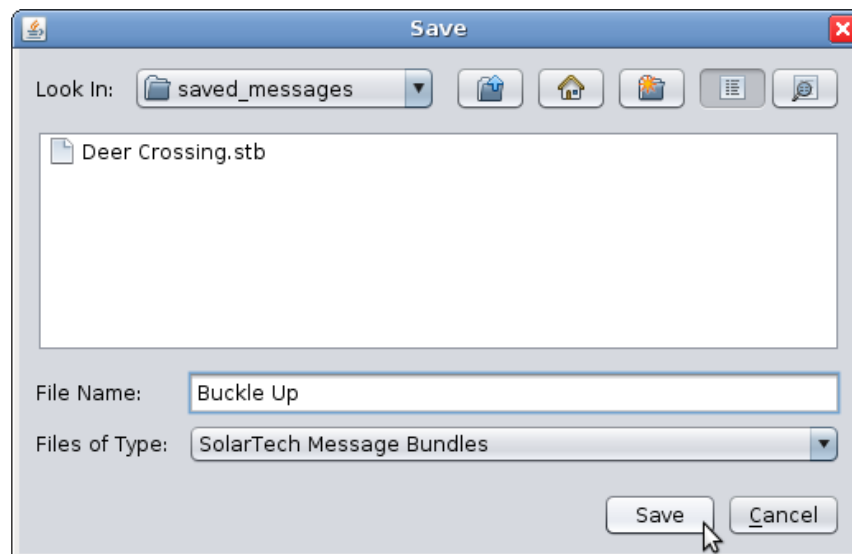 Save
Look In: saved_messages
Deer Crossing.stb
File Name: Buckle Up
Files of Type: SolarTech Message Bundles
Save Cancel